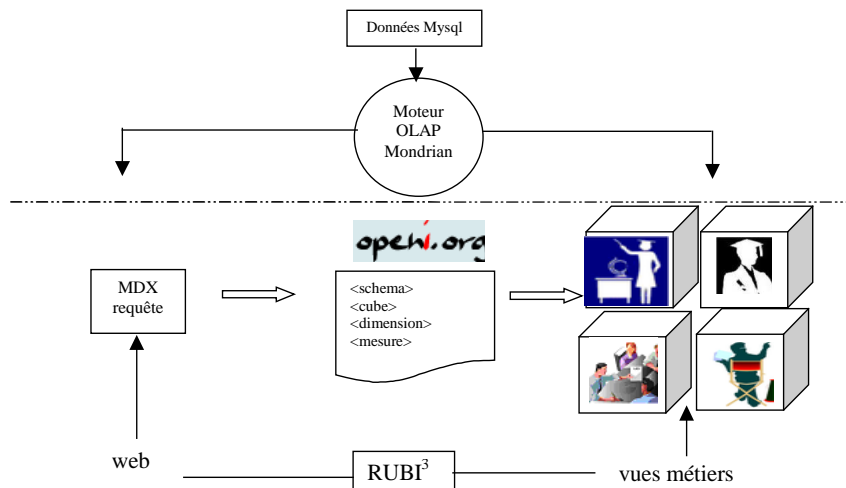 Données Mysql
Moteur
OLAP
Mondrian
openi.org
MDX
requête
<schema>
<cube>
<dimension>
<mesure>
web
RUBI³
vues métiers